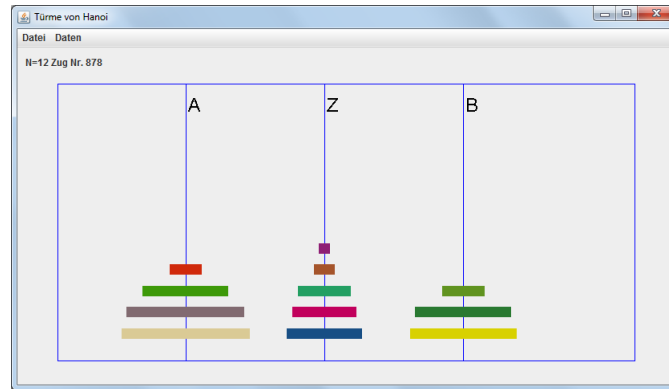 Türme von Hanoi
Datei Daten
N=12 Zug Nr. 878
A Z B